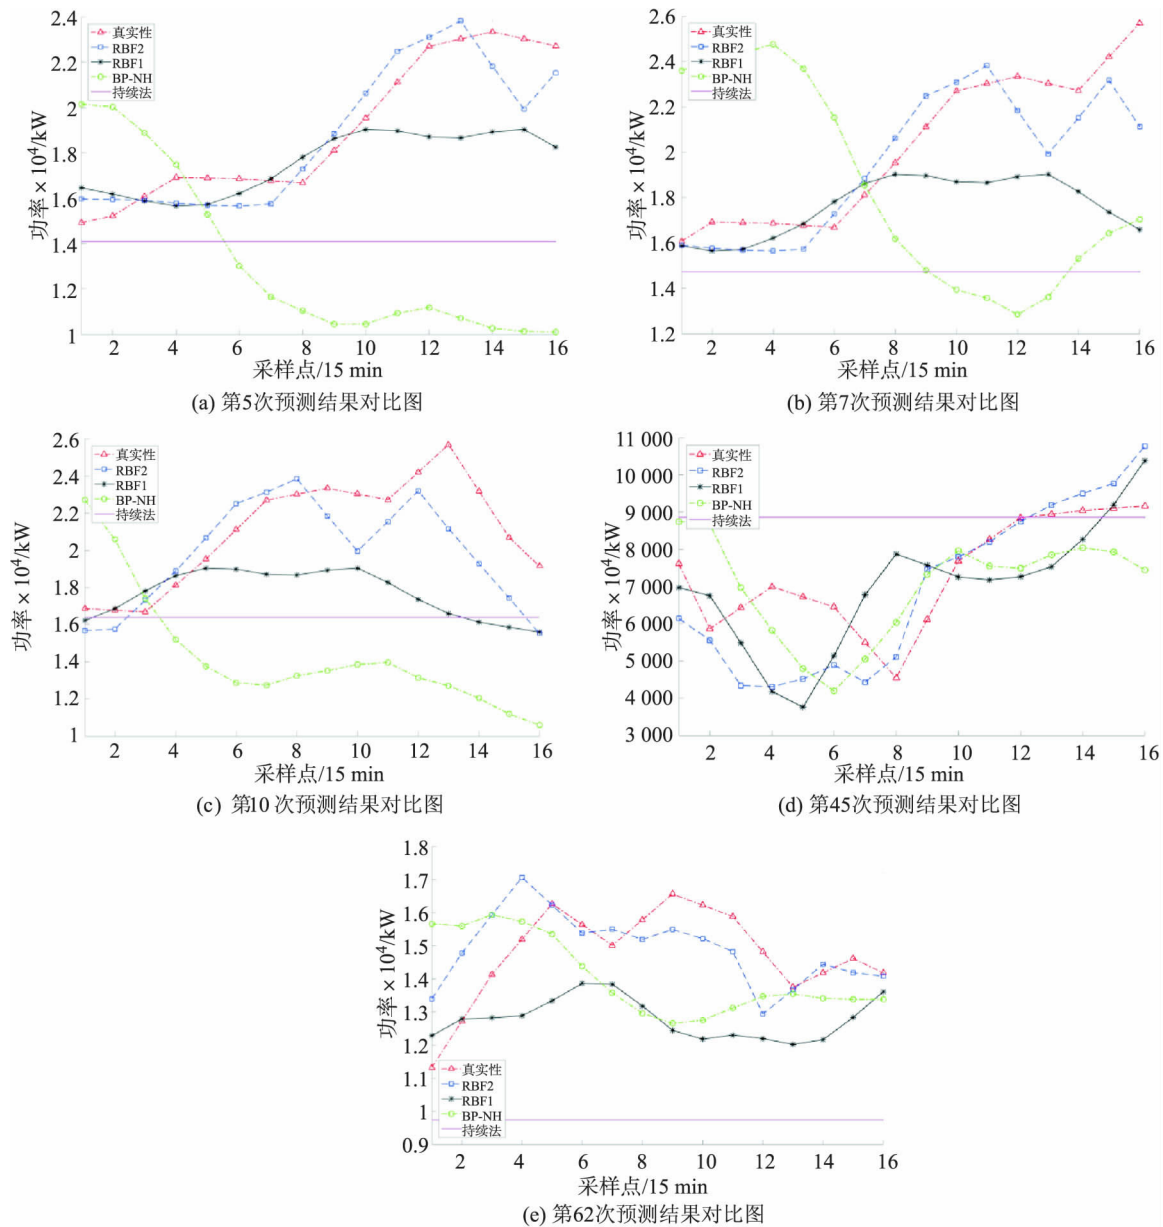 2.4
2.2
2
1.8
1.6
1.4
1.2
1
功率×10⁴/kW
真实性
RBF2
RBF1
BP-NH
持续法
2 4 6 8 10 12 14 16
采样点/15 min
(a) 第5次预测结果对比图
2.6
2.4
2.2
2
1.8
1.6
1.4
1.2
功率×10⁴/kW
真实性
RBF2
RBF1
BP-NH
持续法
2 4 6 8 10 12 14 16
采样点/15 min
(b) 第7次预测结果对比图
2.6
2.4
2.2
2
1.8
1.6
1.4
1.2
1
功率×10⁴/kW
真实性
RBF2
RBF1
BP-NH
持续法
2 4 6 8 10 12 14 16
采样点/15 min
(c) 第10 次预测结果对比图
11 000
10 000
9 000
8 000
7 000
6 000
5 000
4 000
3 000
功率×10⁴/kW
真实性
RBF2
RBF1
BP-NH
持续法
2 4 6 8 10 12 14 16
采样点/15 min
(d) 第45次预测结果对比图
1.8
1.7
1.6
1.5
1.4
1.3
1.2
1.1
1
0.9
功率×10⁴/kW
真实性
RBF2
RBF1
BP-NH
持续法
2 4 6 8 10 12 14 16
采样点/15 min
(e) 第62次预测结果对比图